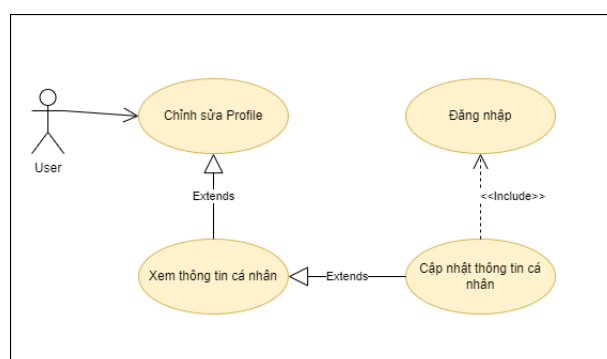 Chỉnh sửa Profile
Đăng nhập
User
Extends
<<Include>>
Xem thông tin cá nhân
Extends
Cập nhật thông tin cá
nhân